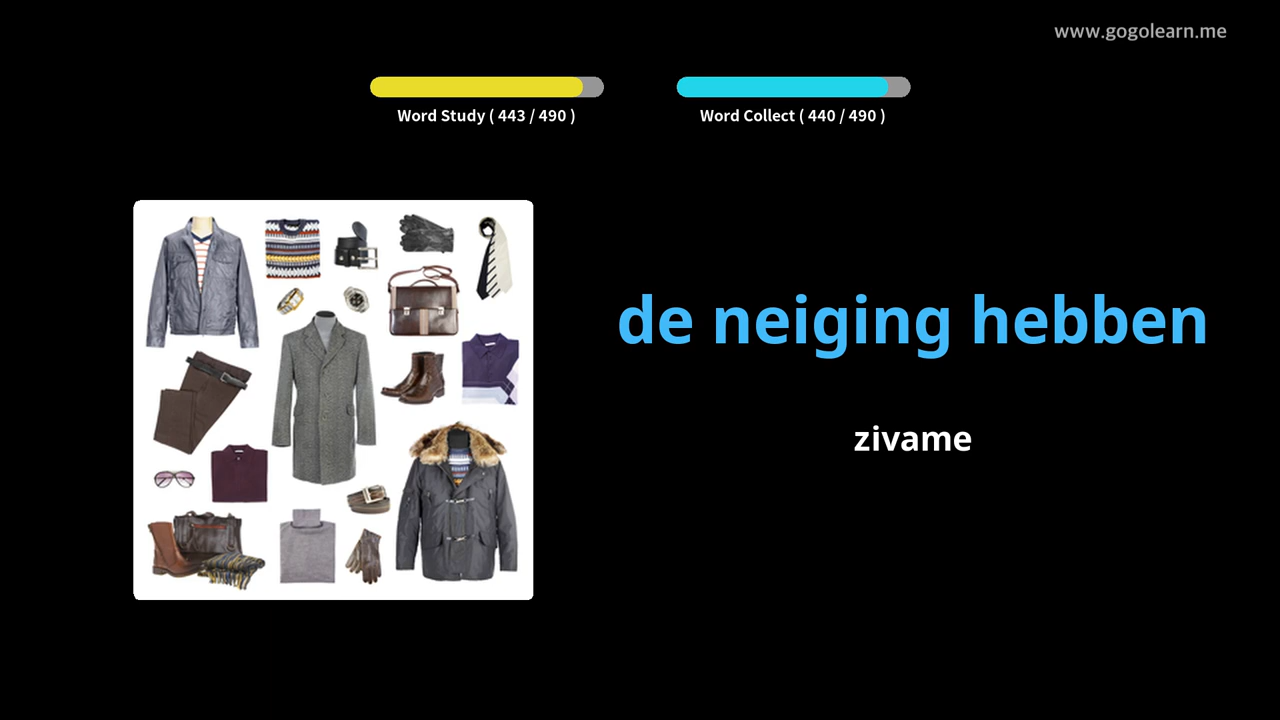 www.gogolearn.me
Word Study ( 443 / 490 )
Word Collect ( 440 / 490 )
de neiging hebben
zivame